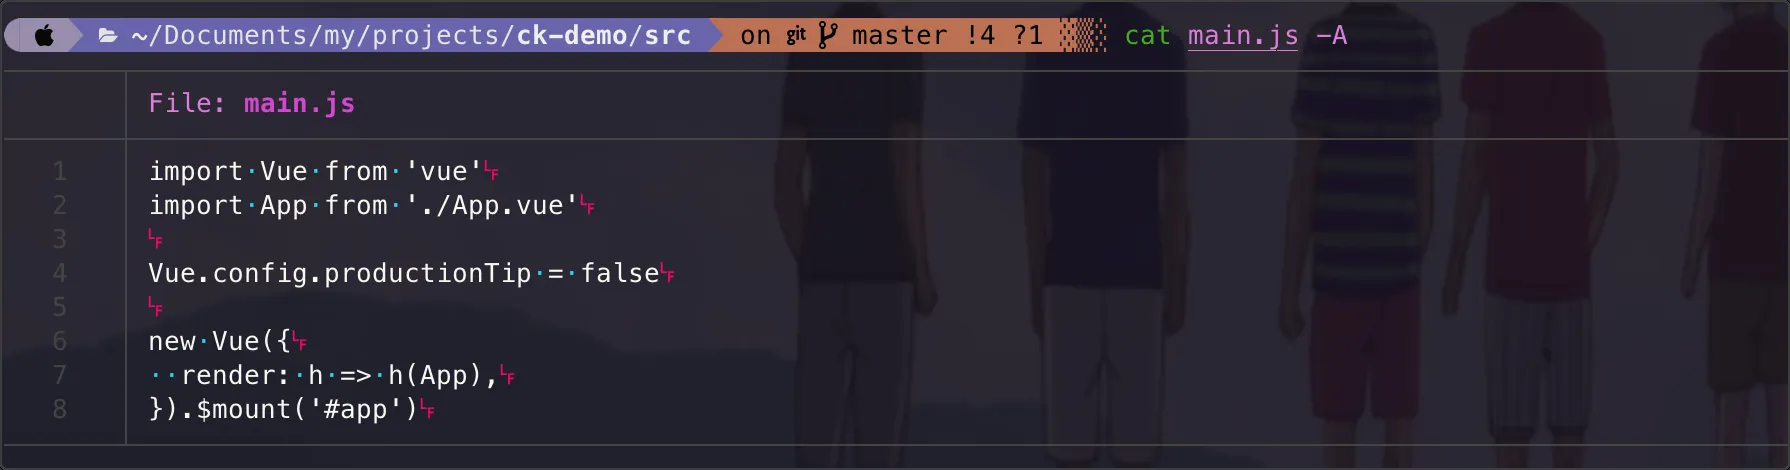 ~/Documents/my/projects/ck-demo/src on git master !4 ?1 cat main.js -A
File: main.js
1 import·Vue·from·'vue'␊
2 import·App·from·'./App.vue'␊
3 ␊
4 Vue.config.productionTip·=·false␊
5 ␊
6 new·Vue({␊
7 ··render:·h·=>·h(App),␊
8 }).$mount('#app')␊